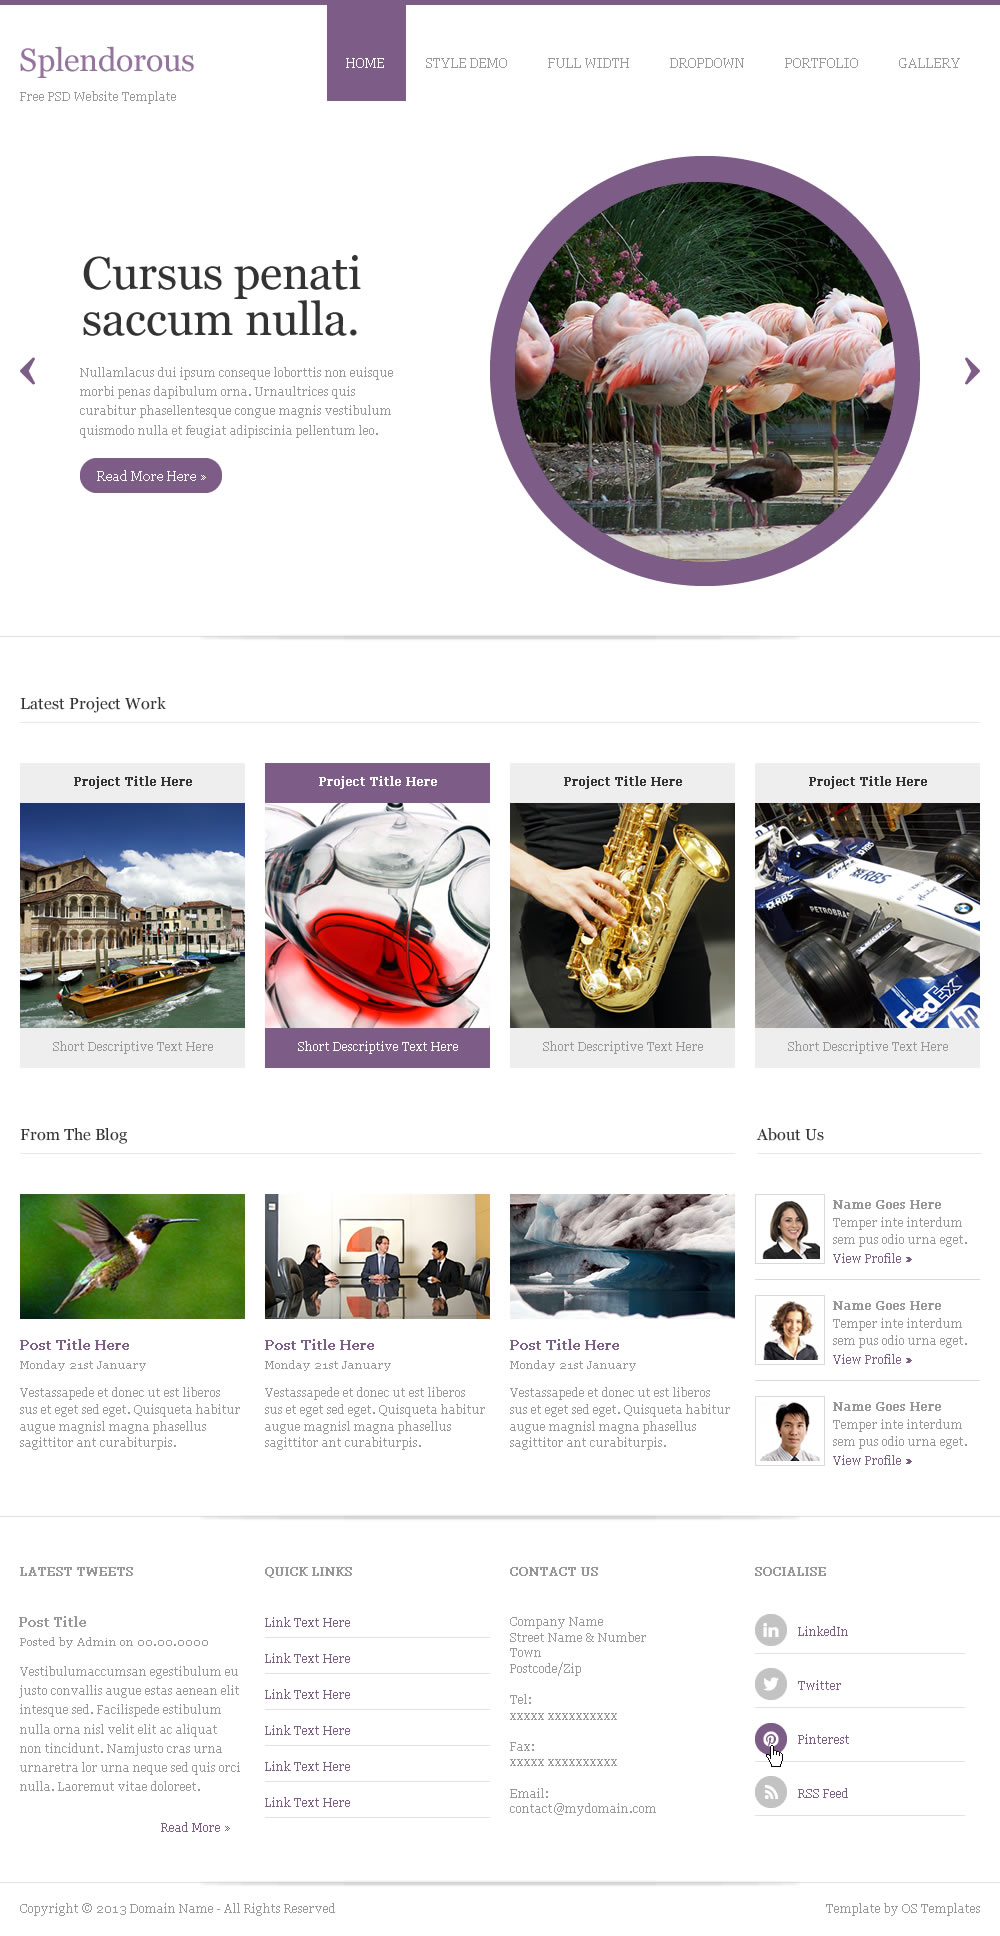 Splendorous
Free PSD Website Template
HOME
STYLE DEMO
FULL WIDTH
DROPDOWN
PORTFOLIO
GALLERY
Cursus penati
saccum nulla.
Nullamlacus dui ipsum conseque loborttis non euisque
morbi penas dapibulum orna. Urnaultrices quis
curabitur phasellentesque congue magnis vestibulum
quismodo nulla et feugiat adipiscinia pellentum leo.
Read More Here »
Latest Project Work
Project Title Here
Short Descriptive Text Here
Project Title Here
Short Descriptive Text Here
Project Title Here
Short Descriptive Text Here
Project Title Here
RBS
RBS
PETROBRA
FedEx
hp
Short Descriptive Text Here
From The Blog
Post Title Here
Monday 21st January
Vestassapede et donec ut est liberos
sus et eget sed eget. Quisqueta habitur
augue magnisl magna phasellus
sagittitor ant curabiturpis.
Post Title Here
Monday 21st January
Vestassapede et donec ut est liberos
sus et eget sed eget. Quisqueta habitur
augue magnisl magna phasellus
sagittitor ant curabiturpis.
Post Title Here
Monday 21st January
Vestassapede et donec ut est liberos
sus et eget sed eget. Quisqueta habitur
augue magnisl magna phasellus
sagittitor ant curabiturpis.
About Us
Name Goes Here
Temper inte interdum
sem pus odio urna eget.
View Profile »
Name Goes Here
Temper inte interdum
sem pus odio urna eget.
View Profile »
Name Goes Here
Temper inte interdum
sem pus odio urna eget.
View Profile »
LATEST TWEETS
Post Title
Posted by Admin on 00.00.0000
Vestibulumaccumsan egestibulum eu
justo convallis augue estas aenean elit
intesque sed. Facilispede estibulum
nulla orna nisl velit elit ac aliquat
non tincidunt. Namjusto cras urna
urnaretra lor urna neque sed quis orci
nulla. Laoremut vitae doloreet.
Read More »
QUICK LINKS
Link Text Here
Link Text Here
Link Text Here
Link Text Here
Link Text Here
Link Text Here
CONTACT US
Company Name
Street Name & Number
Town
Postcode/Zip
Tel:
xxxxx xxxxxxxxxx
Fax:
xxxxx xxxxxxxxxx
Email:
contact@mydomain.com
SOCIALISE
LinkedIn
Twitter
Pinterest
RSS Feed
Copyright © 2013 Domain Name - All Rights Reserved
Template by OS Templates